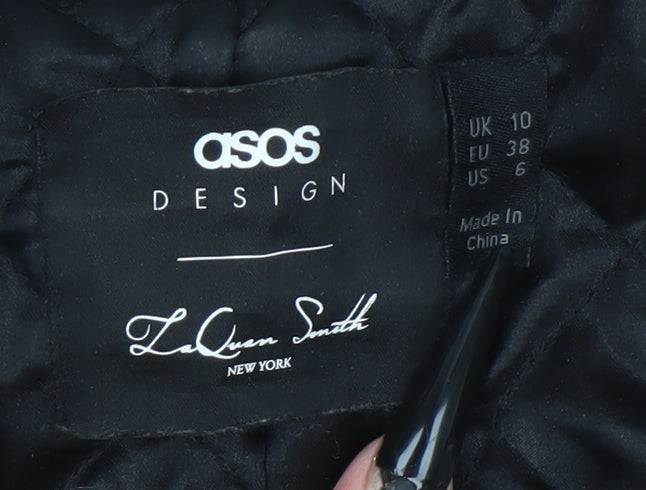 asos
DESIGN
LaQuan Smith
NEW YORK
UK 10
EU 38
US 6
Made In
China